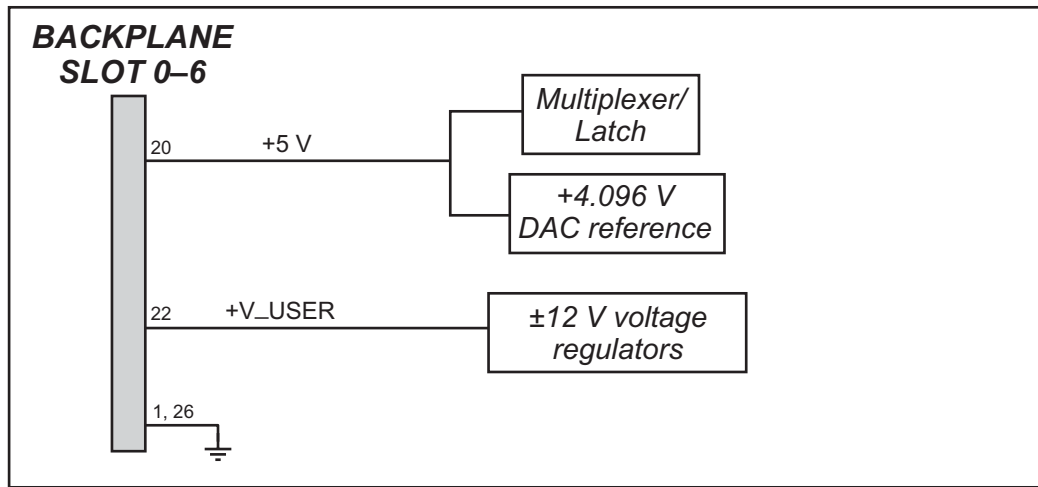 BACKPLANE
SLOT 0–6
20
+5 V
Multiplexer/
Latch
+4.096 V
DAC reference
22
+V_USER
±12 V voltage
regulators
1, 26